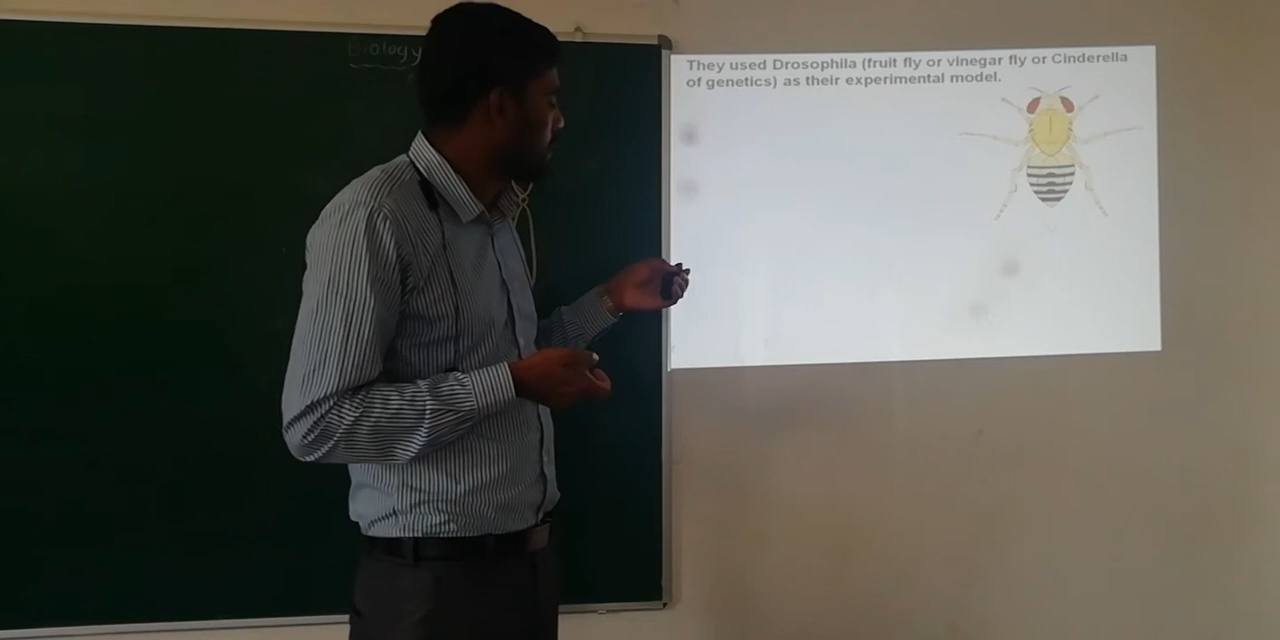 Biology
They used Drosophila (fruit fly or vinegar fly or Cinderella
of genetics) as their experimental model.